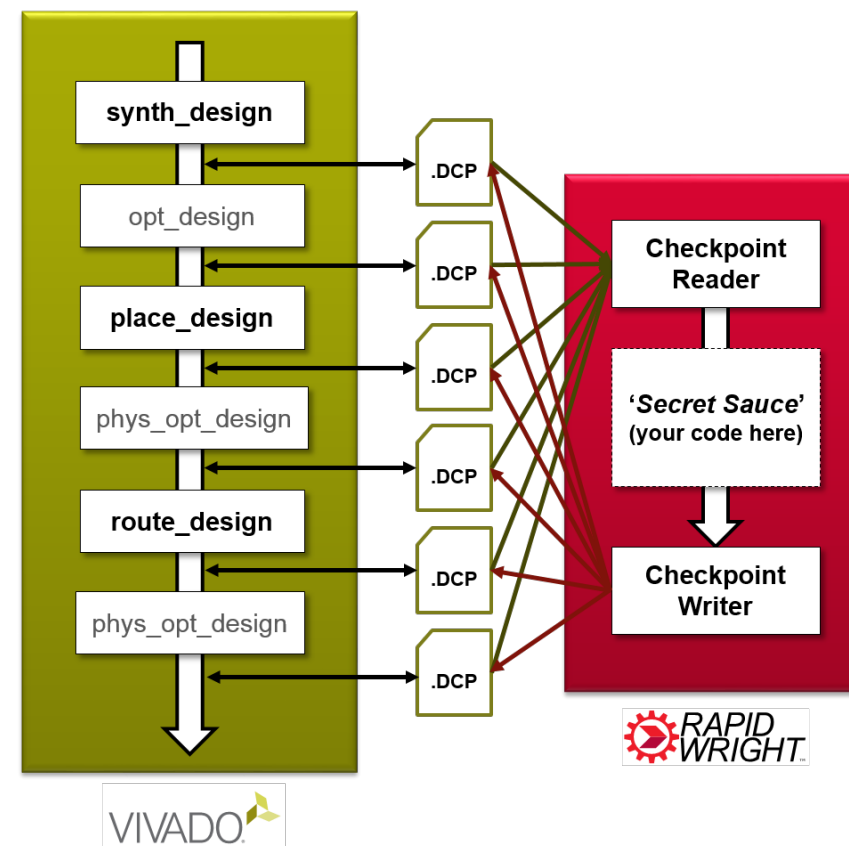 synth_design
opt_design
place_design
phys_opt_design
route_design
phys_opt_design
.DCP
.DCP
.DCP
.DCP
.DCP
.DCP
Checkpoint
Reader
‘Secret Sauce’
(your code here)
Checkpoint
Writer
VIVADO.
RAPID
WRIGHT™